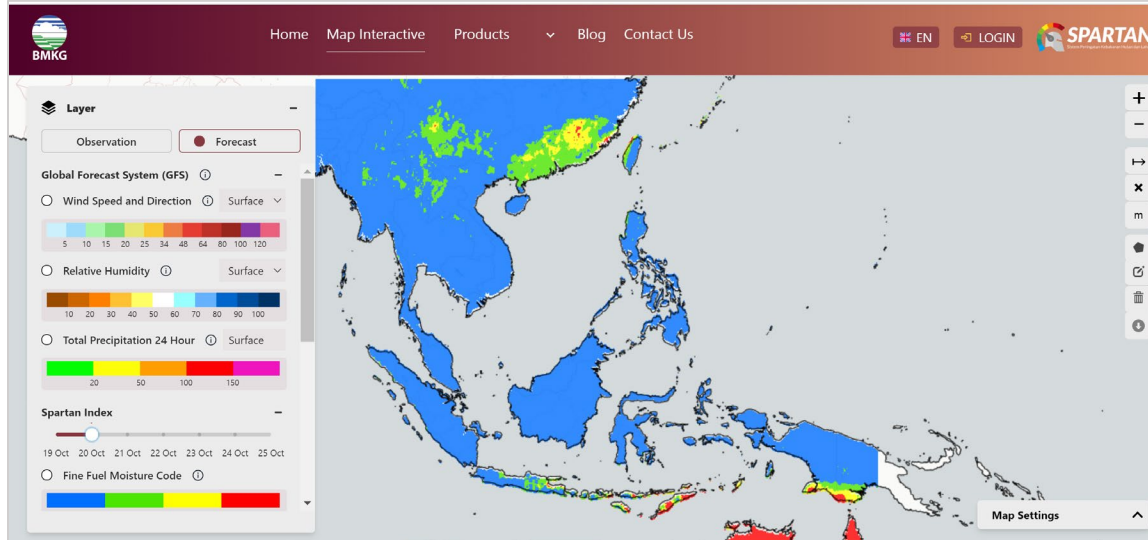 BMKG
Home Map Interactive Products Blog Contact Us
EN LOGIN SPARTAN
Layer
Observation Forecast
Global Forecast System (GFS)
Wind Speed and Direction Surface
5 10 15 20 25 34 48 64 80 100 120
Relative Humidity Surface
10 20 30 40 50 60 70 80 90 100
Total Precipitation 24 Hour Surface
20 50 100 150
Spartan Index
19 Oct 20 Oct 21 Oct 22 Oct 23 Oct 24 Oct 25 Oct
Fine Fuel Moisture Code
m
Map Settings